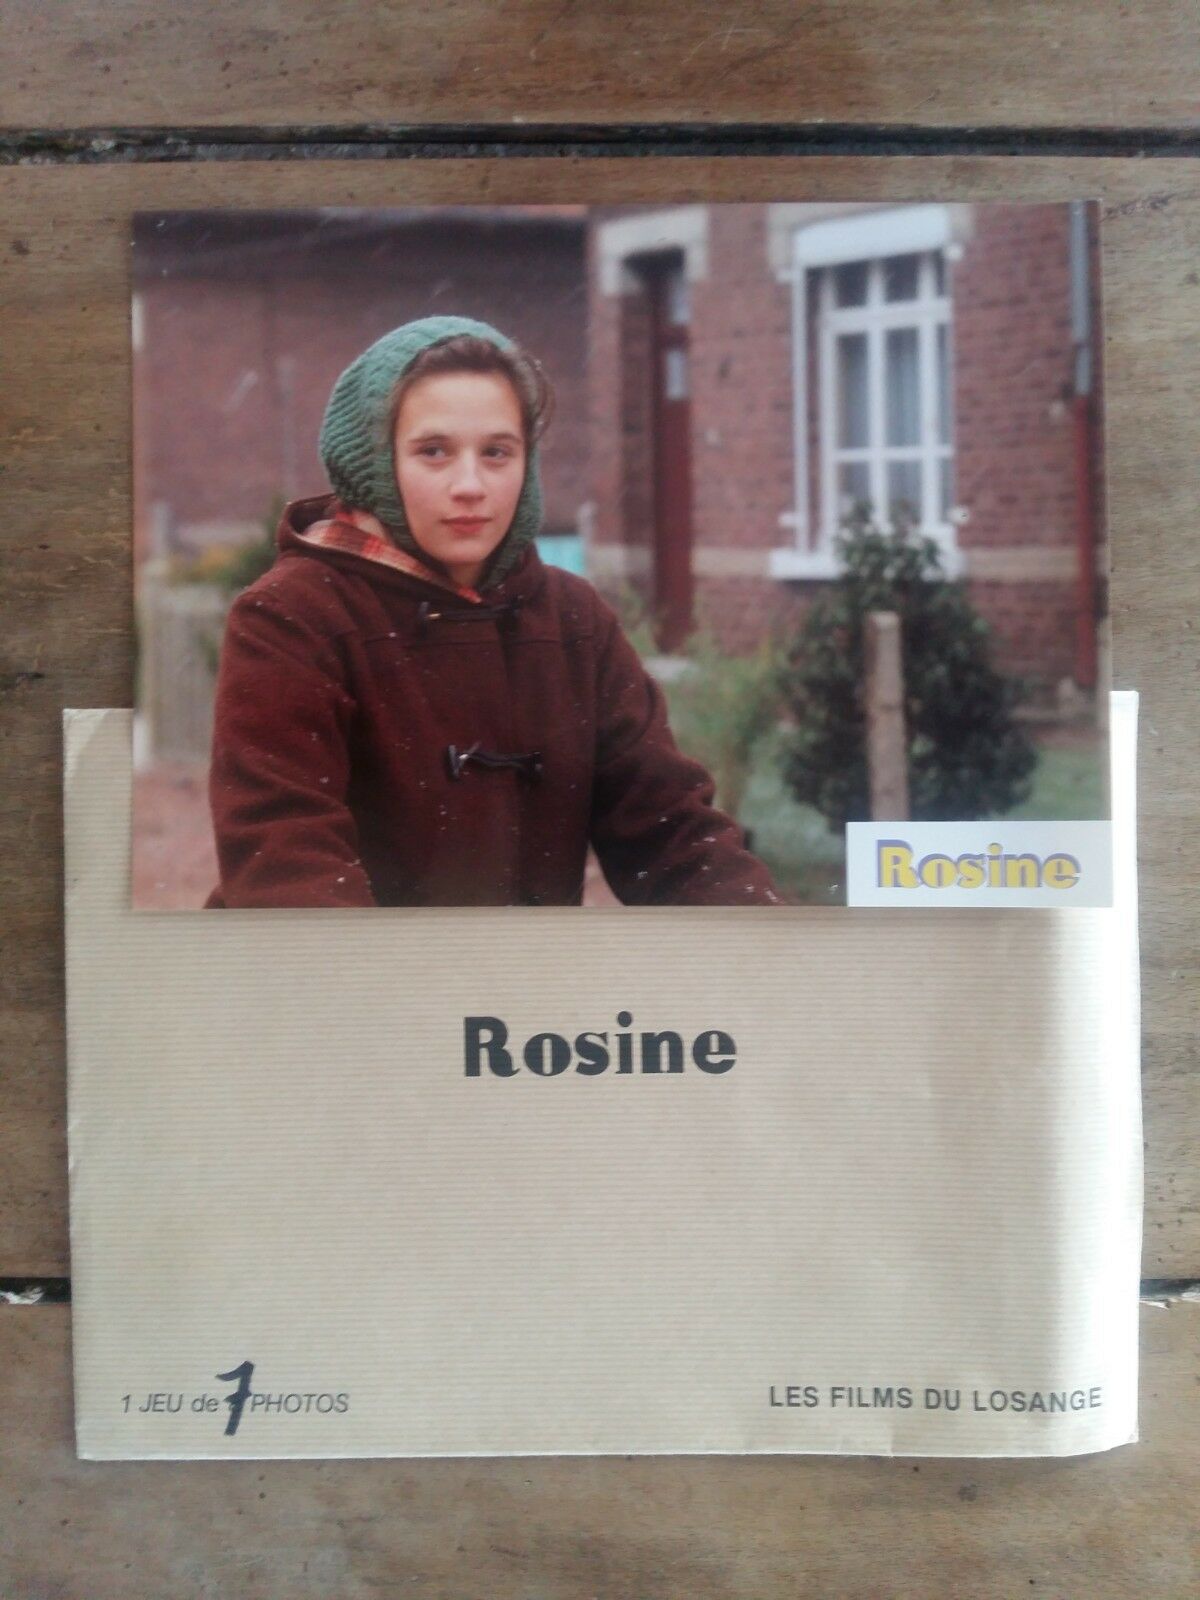 Rosine
Rosine
1 JEU de 7 PHOTOS
LES FILMS DU LOSANGE